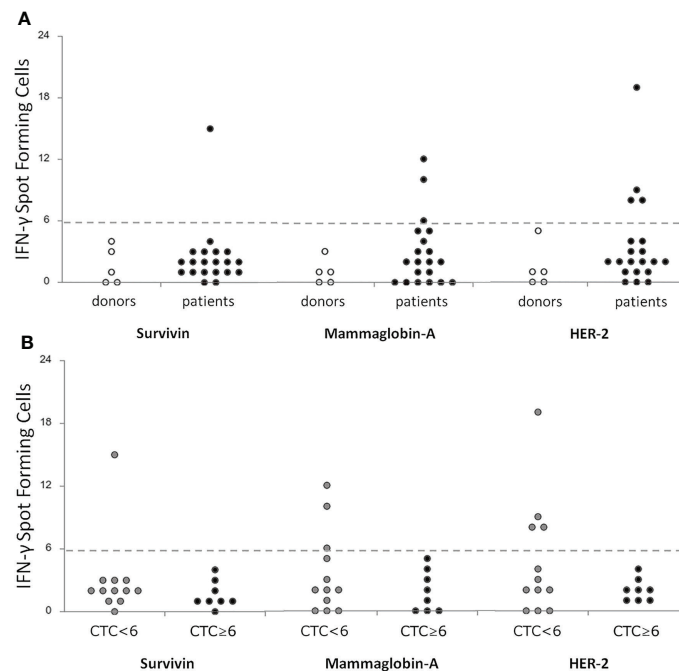 A
IFN-γ Spot Forming Cells
24
18
12
6
0
donors patients donors patients donors patients
Survivin Mammaglobin-A HER-2
B
IFN-γ Spot Forming Cells
24
18
12
6
0
CTC<6 CTC≥6 CTC<6 CTC≥6 CTC<6 CTC≥6
Survivin Mammaglobin-A HER-2